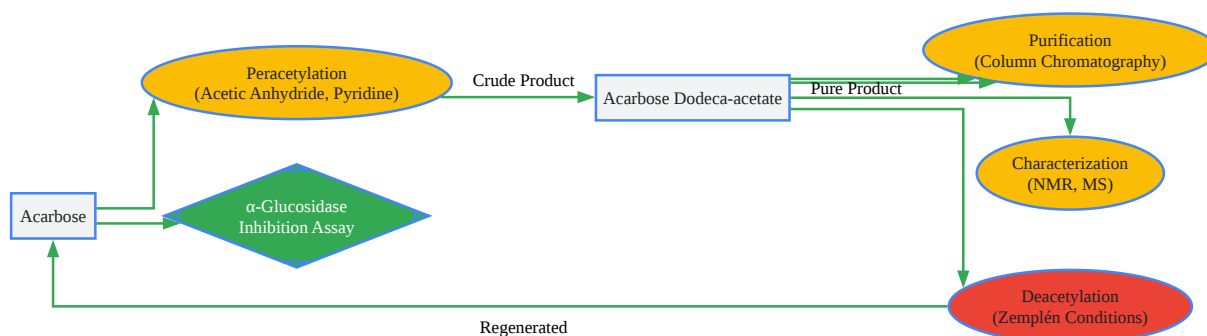 Purification
(Column Chromatography)
Peracetylation
(Acetic Anhydride, Pyridine)
Crude Product
Acarbose Dodeca-acetate
Pure Product
Characterization
(NMR, MS)
Acarbose
α-Glucosidase
Inhibition Assay
Deacetylation
(Zemplén Conditions)
Regenerated